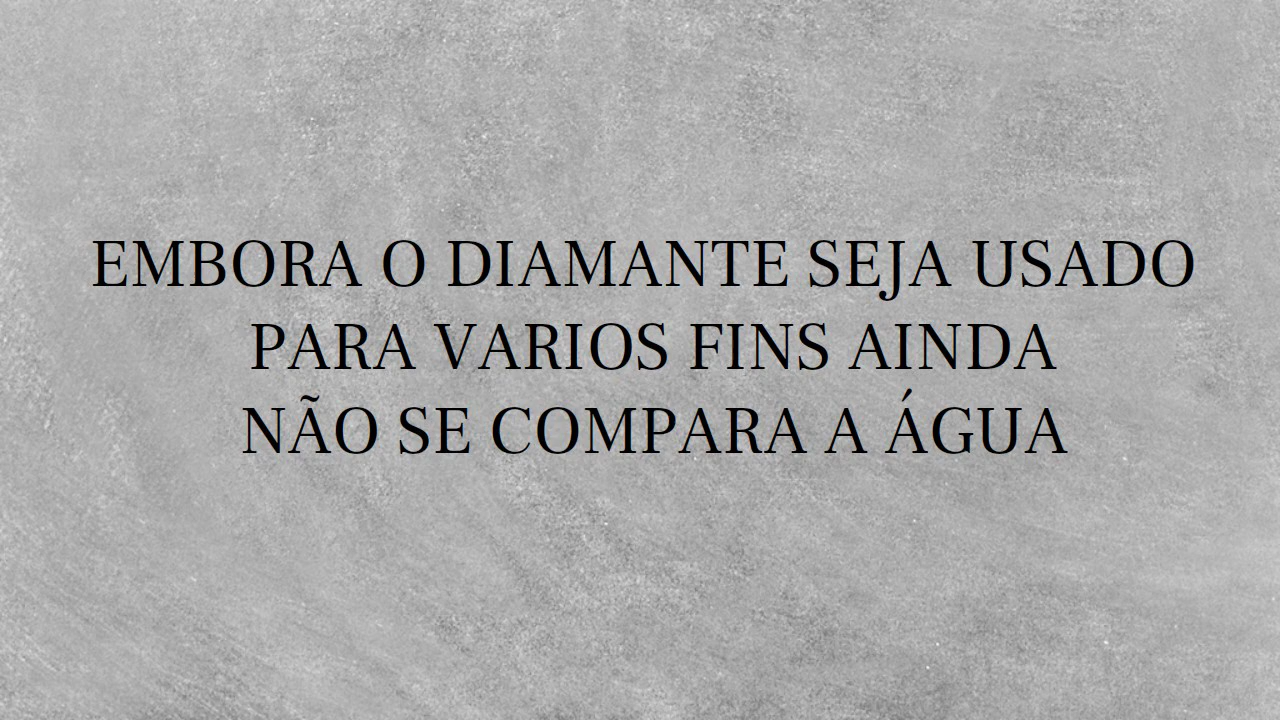 EMBORA O DIAMANTE SEJA USADO
PARA VARIOS FINS AINDA
NÃO SE COMPARA A ÁGUA